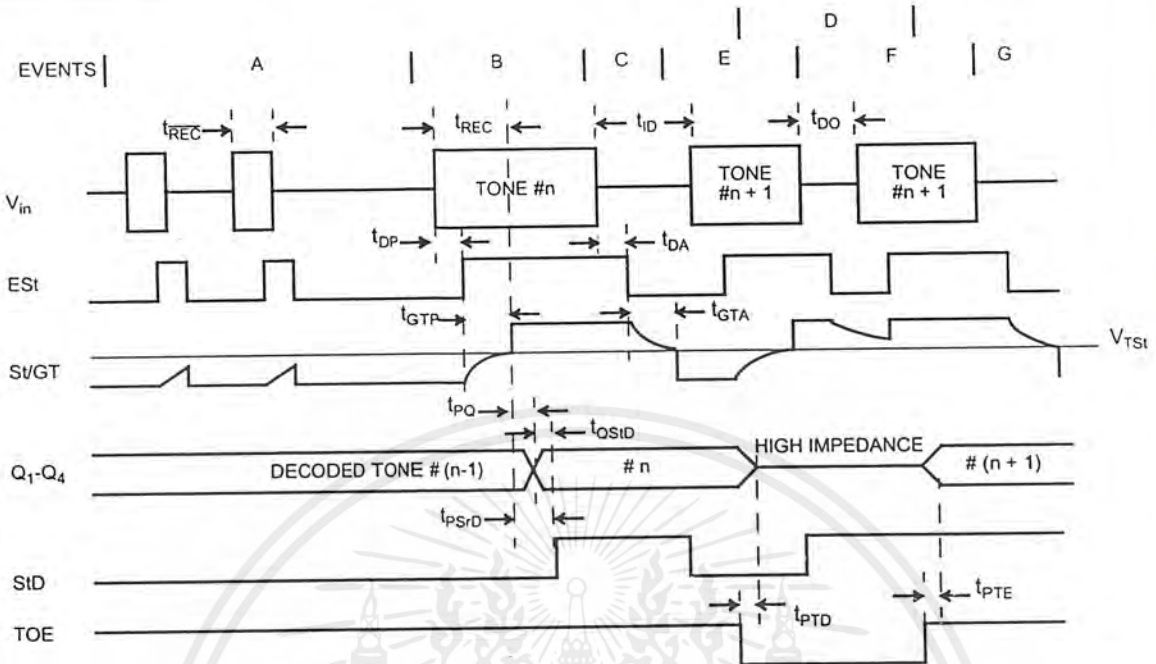 D
EVENTS A B C E F G
t̅REC tREC tID tDO
Vin
TONE #n
TONE #n + 1
TONE #n + 1
tDP tDA
ESt
tGTP tGTA
VTSt
St/GT
tPQ
tQStD
HIGH IMPEDANCE
Q1-Q4
DECODED TONE # (n-1)
# n
# (n + 1)
tPSrD
StD
tPTD
tPTE
TOE